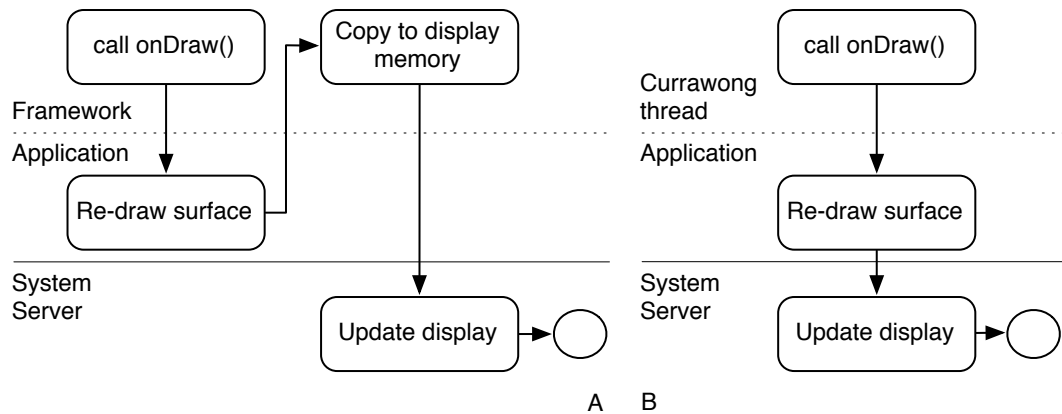 call onDraw()
Copy to display
memory
Framework
Application
Re-draw surface
System
Server
Update display
A
call onDraw()
Currawong
thread
Application
Re-draw surface
System
Server
Update display
B